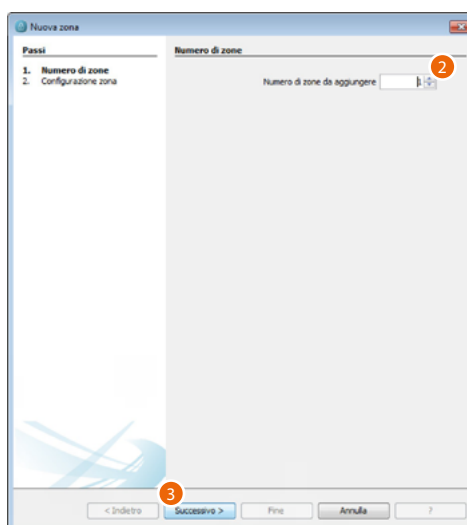 Nuova zona
Passi
1. Numero di zone
2. Configurazione zona
Numero di zone
Numero di zone da aggiungere
2
3
< Indietro
Successivo >
Fine
Annulla
?